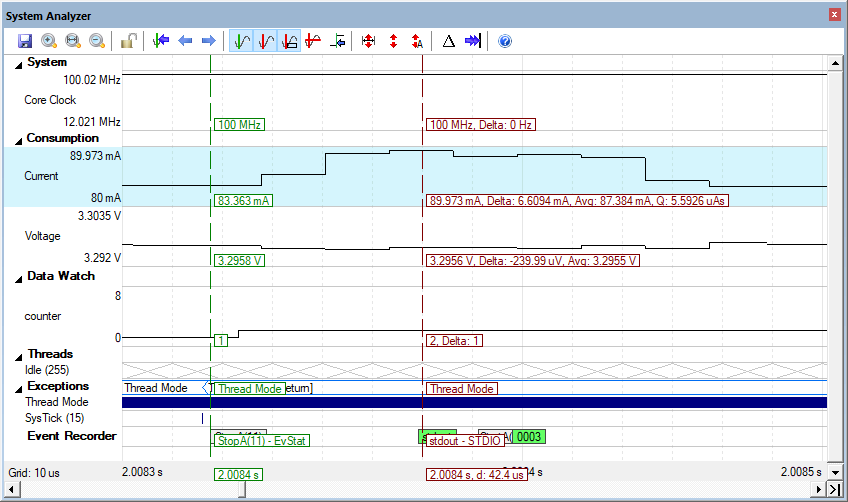 System Analyzer
System
100.02 MHz
Core Clock
12.021 MHz
100 MHz
100 MHz, Delta: 0 Hz
Consumption
89.973 mA
Current
80 mA
83.363 mA
89.973 mA, Delta: 6.6094 mA, Avg: 87.384 mA, Q: 5.5926 uAs
3.3035 V
Voltage
3.292 V
3.2958 V
3.2956 V, Delta: -239.99 uV, Avg: 3.2955 V
Data Watch
8
counter
0
1
2, Delta: 1
Threads
Idle (255)
Exceptions
Thread Mode
Thread Mode
eturn]
Thread Mode
Thread Mode
SysTick (15)
Event Recorder
StopA(11) - EvStat
stdout - STDIO
0003
Grid: 10 us
2.0083 s
2.0084 s
2.0084 s, d: 42.4 us
4 s
2.0085 s